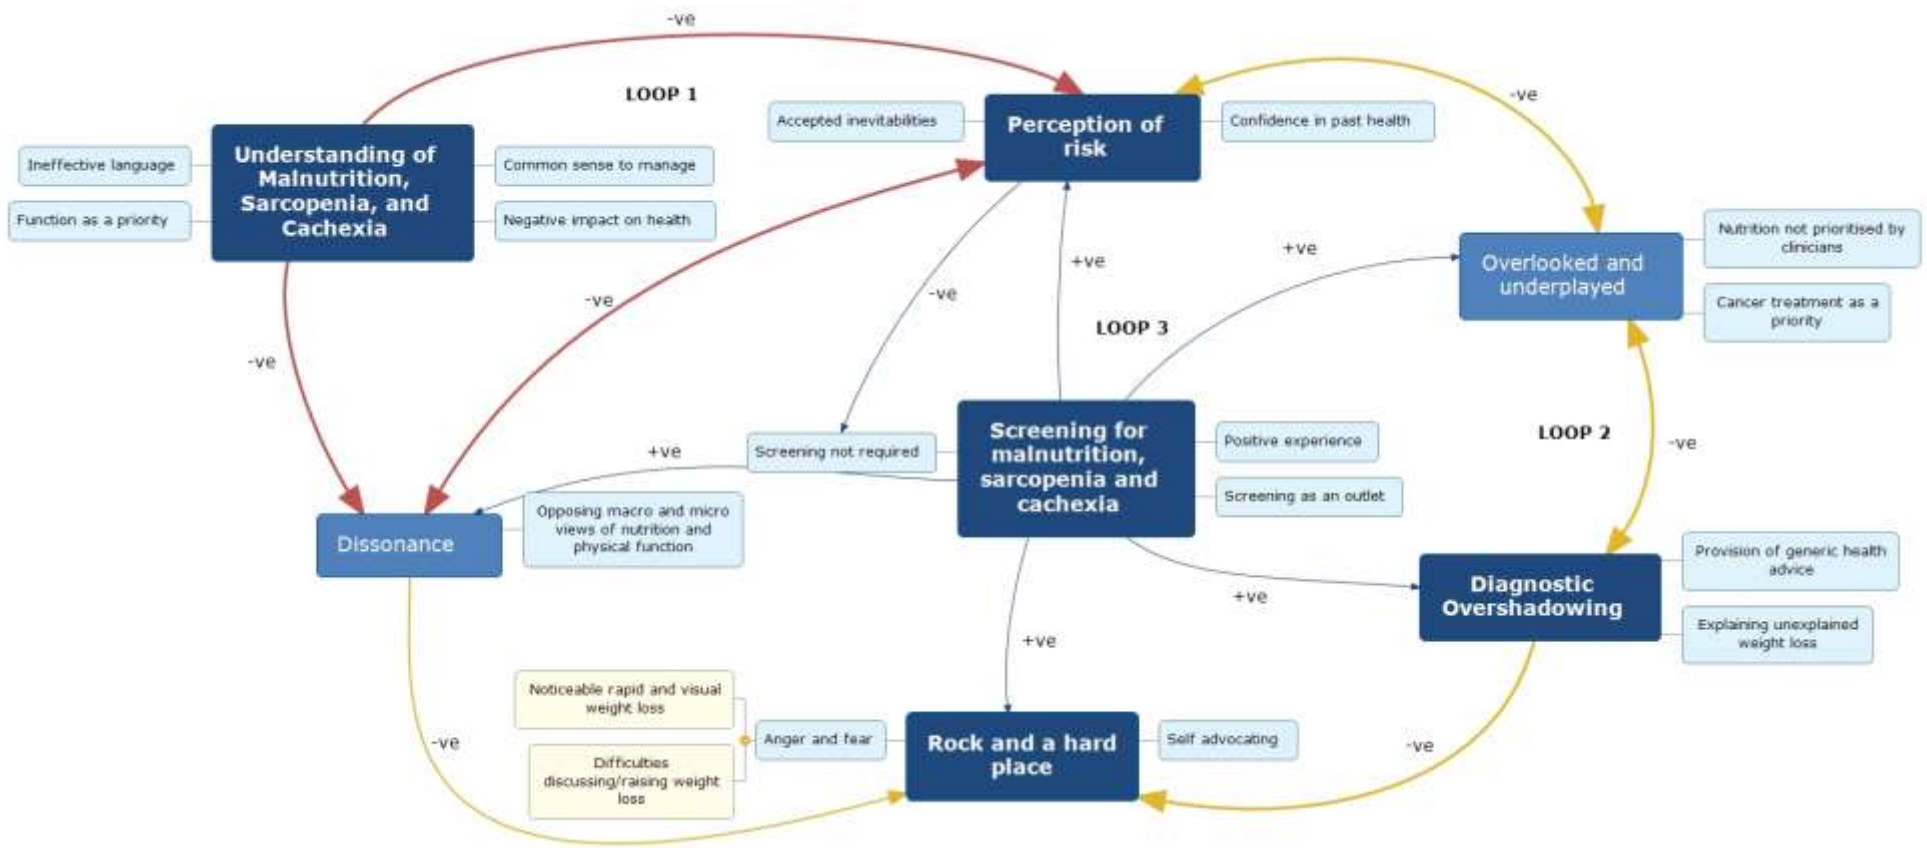 -ve
LOOP 1
Understanding of
Malnutrition,
Sarcopenia, and
Cachexia
Ineffective language
Function as a priority
Common sense to manage
Negative impact on health
Accepted inevitabilities
Perception of
risk
Confidence in past health
-ve
-ve
-ve
-ve
+ve
+ve
LOOP 3
Overlooked and
underplayed
Nutrition not prioritised by
clinicians
Cancer treatment as a
priority
LOOP 2
-ve
Screening not required
Screening for
malnutrition,
sarcopenia and
cachexia
Positive experience
Screening as an outlet
+ve
Dissonance
Opposing macro and micro
views of nutrition and
physical function
+ve
+ve
Diagnostic
Overshadowing
Provision of generic health
advice
Explaining unexplained
weight loss
-ve
Noticeable rapid and visual
weight loss
Difficulties
discussing/raising weight
loss
Anger and fear
Rock and a hard
place
Self advocating
-ve